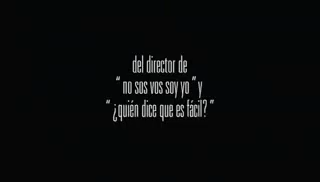 del director de
“ no sos vos soy yo ” y
“ ¿quién dice que es fácil? ”